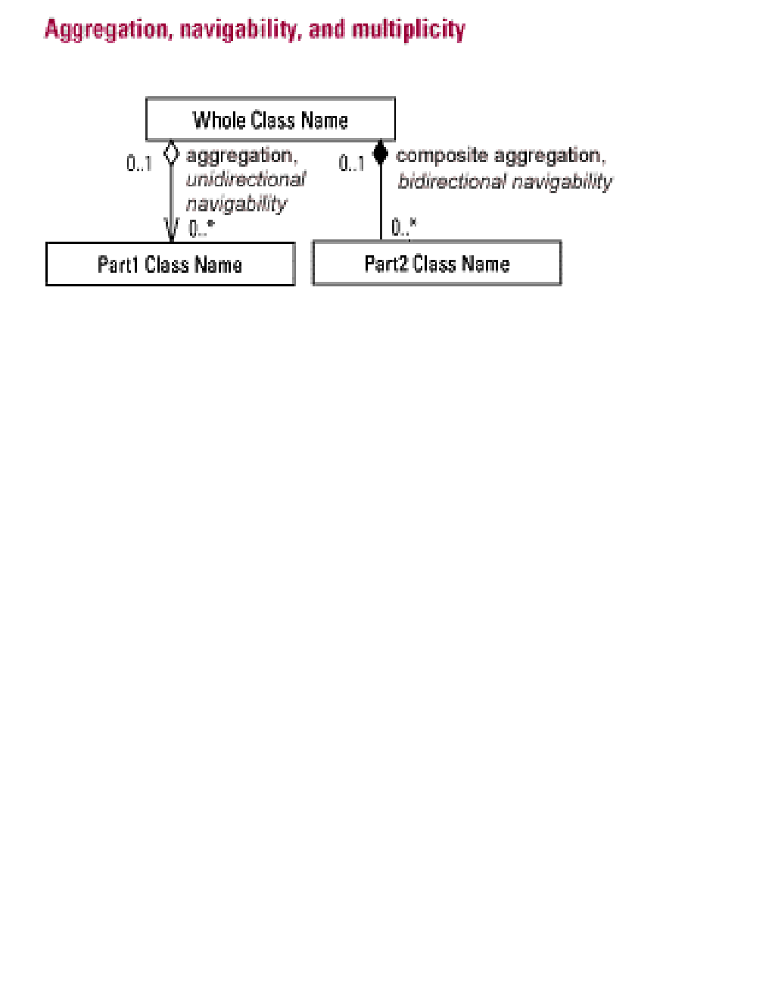 Aggregation, navigability, and multiplicity
Whole Class Name
0..1
aggregation,
unidirectional
navigability
0..*
0..1
composite aggregation,
bidirectional navigability
0..*
Part1 Class Name
Part2 Class Name